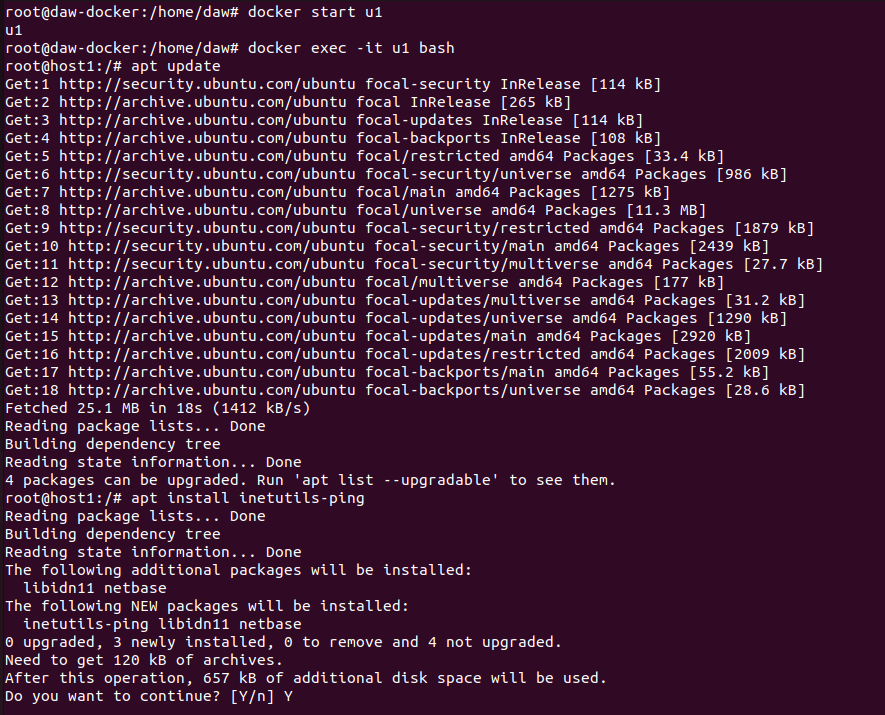 root@daw-docker:/home/daw# docker start u1
u1
root@daw-docker:/home/daw# docker exec -it u1 bash
root@host1:/# apt update
Get:1 http://security.ubuntu.com/ubuntu focal-security InRelease [114 kB]
Get:2 http://archive.ubuntu.com/ubuntu focal InRelease [265 kB]
Get:3 http://archive.ubuntu.com/ubuntu focal-updates InRelease [114 kB]
Get:4 http://archive.ubuntu.com/ubuntu focal-backports InRelease [108 kB]
Get:5 http://archive.ubuntu.com/ubuntu focal/restricted amd64 Packages [33.4 kB]
Get:6 http://security.ubuntu.com/ubuntu focal-security/universe amd64 Packages [986 kB]
Get:7 http://archive.ubuntu.com/ubuntu focal/main amd64 Packages [1275 kB]
Get:8 http://archive.ubuntu.com/ubuntu focal/universe amd64 Packages [11.3 MB]
Get:9 http://security.ubuntu.com/ubuntu focal-security/restricted amd64 Packages [1879 kB]
Get:10 http://security.ubuntu.com/ubuntu focal-security/main amd64 Packages [2439 kB]
Get:11 http://security.ubuntu.com/ubuntu focal-security/multiverse amd64 Packages [27.7 kB]
Get:12 http://archive.ubuntu.com/ubuntu focal/multiverse amd64 Packages [177 kB]
Get:13 http://archive.ubuntu.com/ubuntu focal-updates/multiverse amd64 Packages [31.2 kB]
Get:14 http://archive.ubuntu.com/ubuntu focal-updates/universe amd64 Packages [1290 kB]
Get:15 http://archive.ubuntu.com/ubuntu focal-updates/main amd64 Packages [2920 kB]
Get:16 http://archive.ubuntu.com/ubuntu focal-updates/restricted amd64 Packages [2009 kB]
Get:17 http://archive.ubuntu.com/ubuntu focal-backports/main amd64 Packages [55.2 kB]
Get:18 http://archive.ubuntu.com/ubuntu focal-backports/universe amd64 Packages [28.6 kB]
Fetched 25.1 MB in 18s (1412 kB/s)
Reading package lists... Done
Building dependency tree
Reading state information... Done
4 packages can be upgraded. Run 'apt list --upgradable' to see them.
root@host1:/# apt install inetutils-ping
Reading package lists... Done
Building dependency tree
Reading state information... Done
The following additional packages will be installed:
  libidn11 netbase
The following NEW packages will be installed:
  inetutils-ping libidn11 netbase
0 upgraded, 3 newly installed, 0 to remove and 4 not upgraded.
Need to get 120 kB of archives.
After this operation, 657 kB of additional disk space will be used.
Do you want to continue? [Y/n] Y